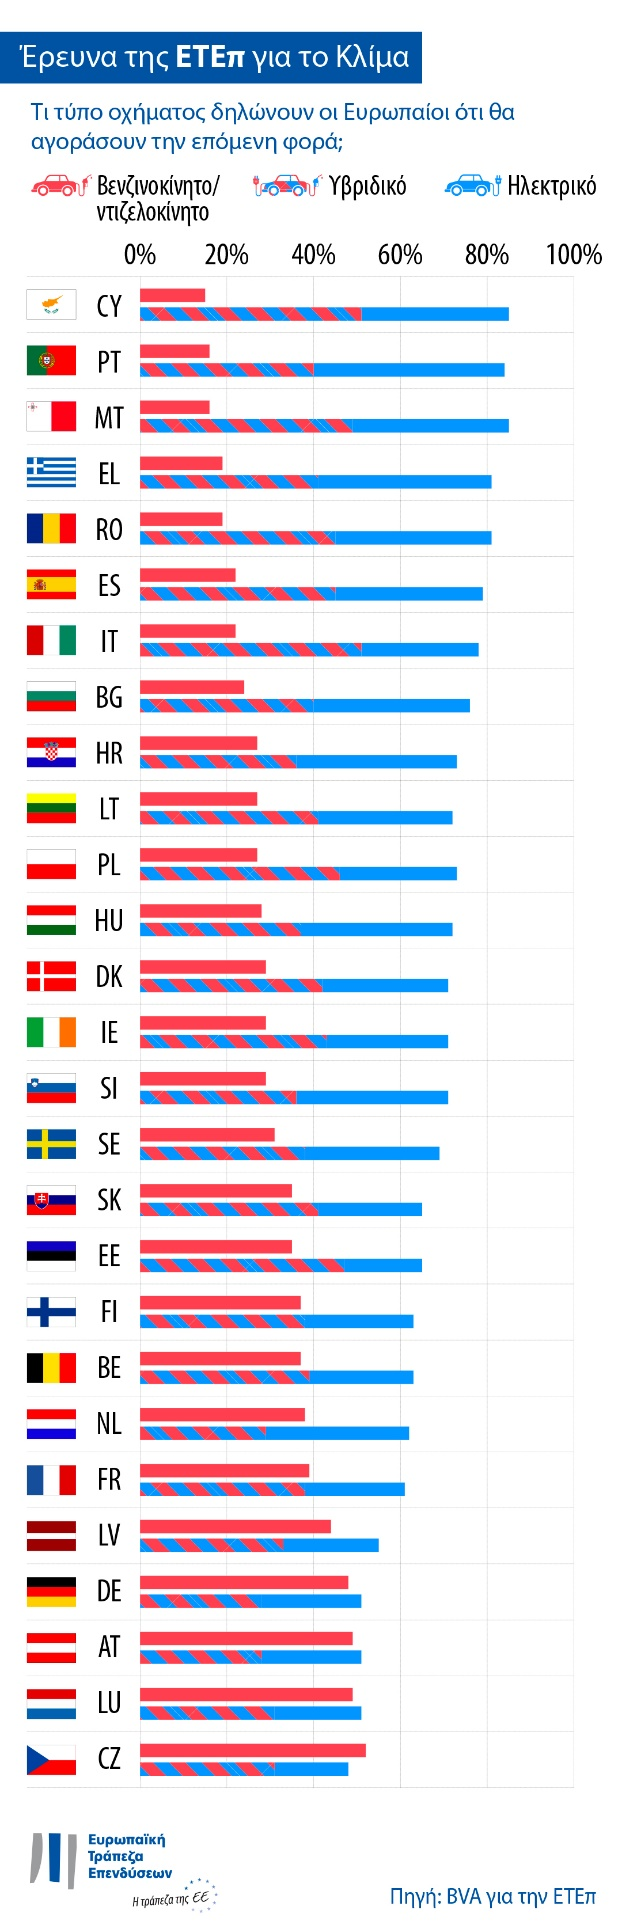 Έρευνα της ΕΤΕπ για το Κλίμα
Τι τύπο οχήματος δηλώνουν οι Ευρωπαίοι ότι θα
αγοράσουν την επόμενη φορά;
Βενζινοκίνητο/
ντιζελοκίνητο
Υβριδικό
Ηλεκτρικό
0% 20% 40% 60% 80% 100%
CY
PT
MT
EL
RO
ES
IT
BG
HR
LT
PL
HU
DK
IE
SI
SE
SK
EE
FI
BE
NL
FR
LV
DE
AT
LU
CZ
Ευρωπαϊκή
Τράπεζα
Επενδύσεων
Η τράπεζα της ΕΕ
Πηγή: BVA για την ΕΤΕπ